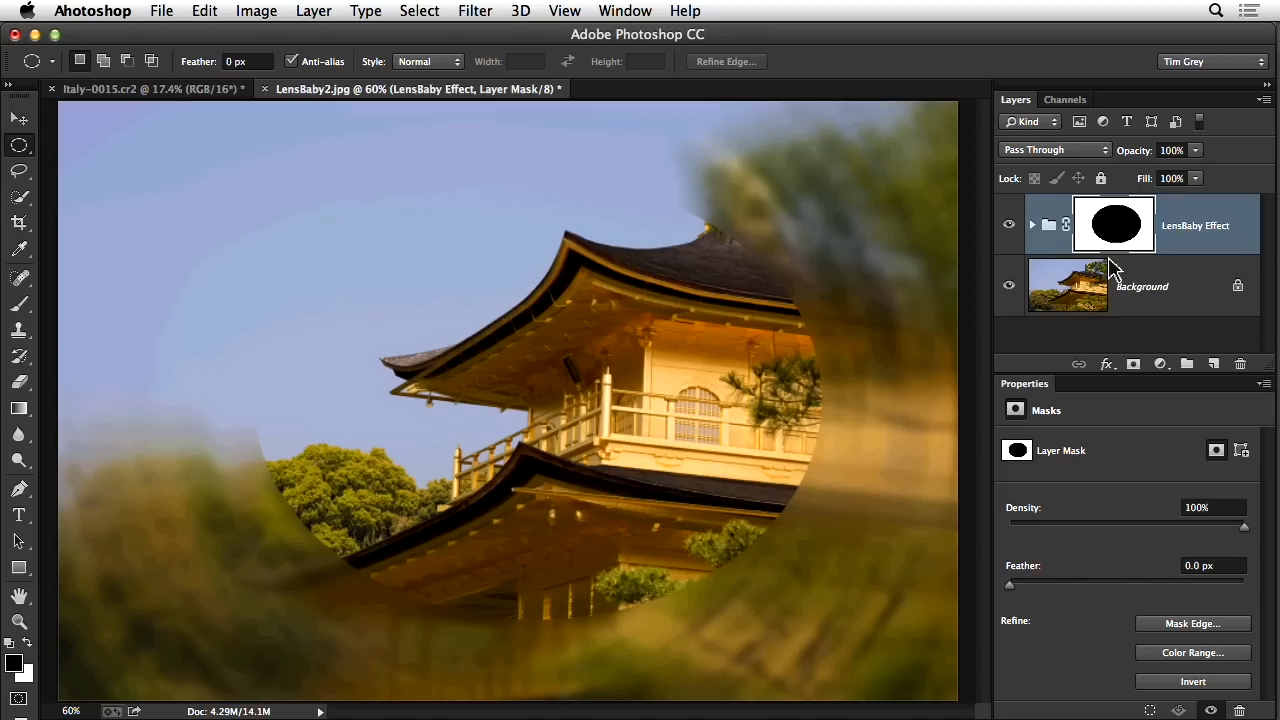 Ahotoshop File Edit Image Layer Type Select Filter 3D View Window Help
Adobe Photoshop CC
Feather: 0 px Anti-alias Style: Normal Width: Height: Refine Edge... Tim Grey
× Italy-0015.cr2 @ 17.4% (RGB/16*) * × LensBaby2.jpg @ 60% (LensBaby Effect, Layer Mask/8) *
Layers Channels
Kind
Pass Through Opacity: 100%
Lock: Fill: 100%
LensBaby Effect
Background
fx
Properties
Masks
Layer Mask
Density: 100%
Feather: 0.0 px
Refine: Mask Edge...
Color Range...
Invert
60% Doc: 4.29M/14.1M